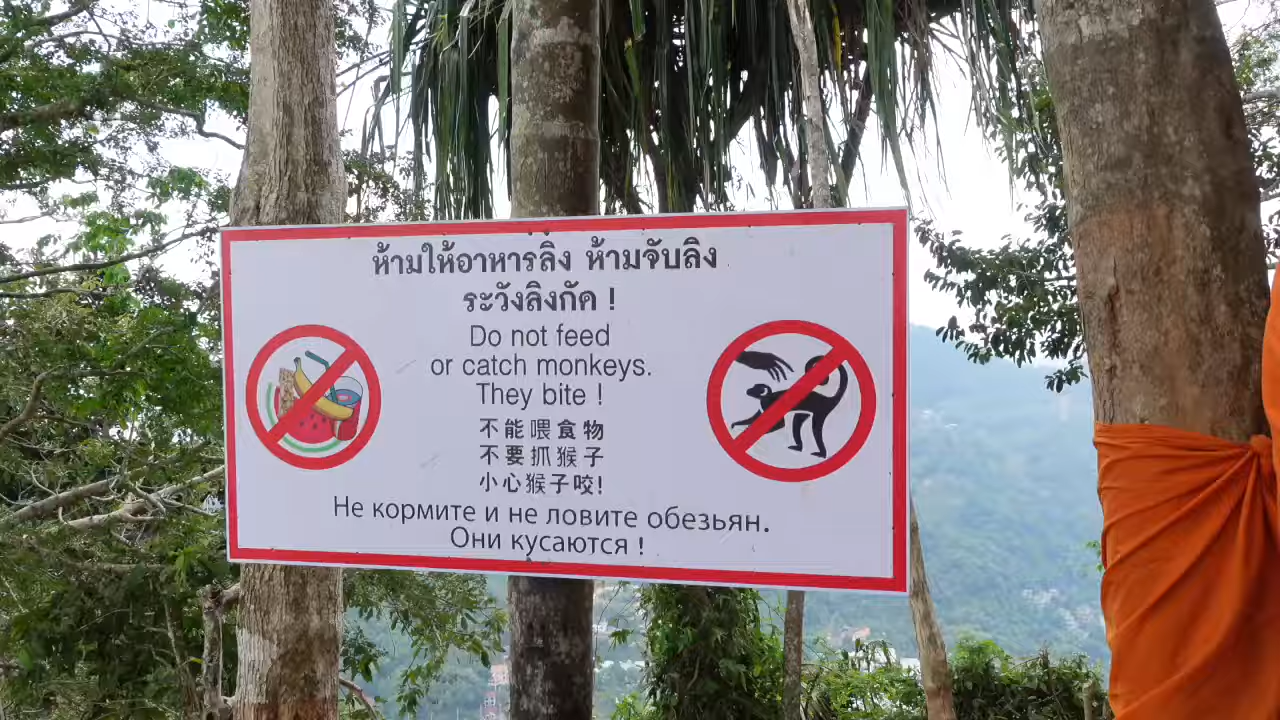 ห้ามให้อาหารลิง ห้ามจับลิง
ระวังลิงกัด !
Do not feed
or catch monkeys.
They bite !
不能喂食物
不要抓猴子
小心猴子咬!
Не кормите и не ловите обезьян.
Они кусаются !